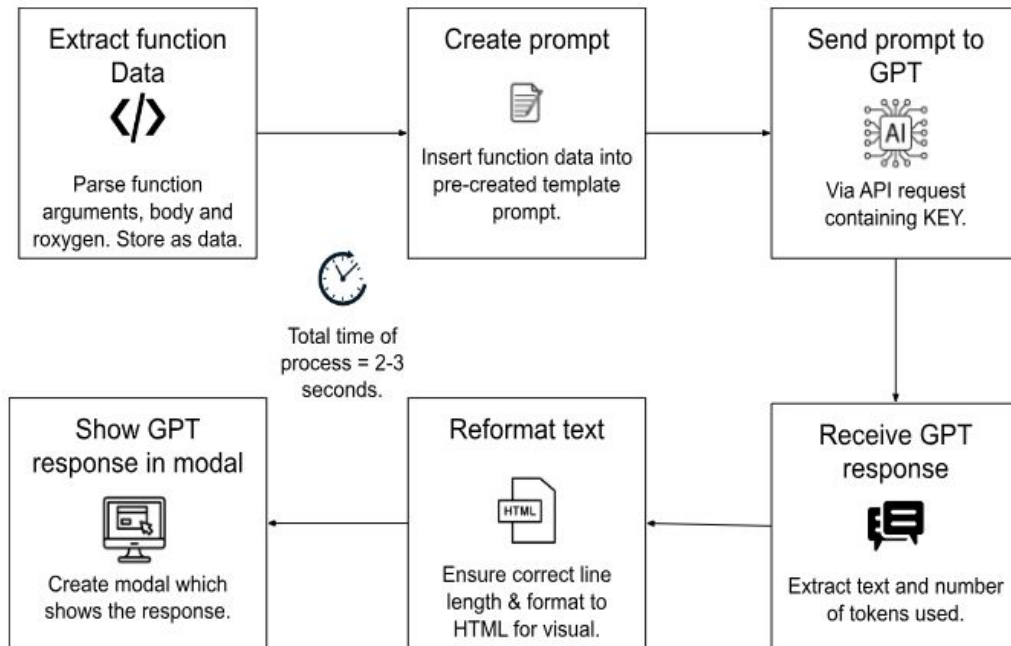 Extract function
Data
Parse function
arguments, body and
roxygen. Store as data.
Create prompt
Insert function data into
pre-created template
prompt.
Send prompt to
GPT
AI
Via API request
containing KEY.
Total time of
process = 2-3
seconds.
Receive GPT
response
Extract text and number
of tokens used.
Reformat text
HTML
Ensure correct line
length & format to
HTML for visual.
Show GPT
response in modal
Create modal which
shows the response.